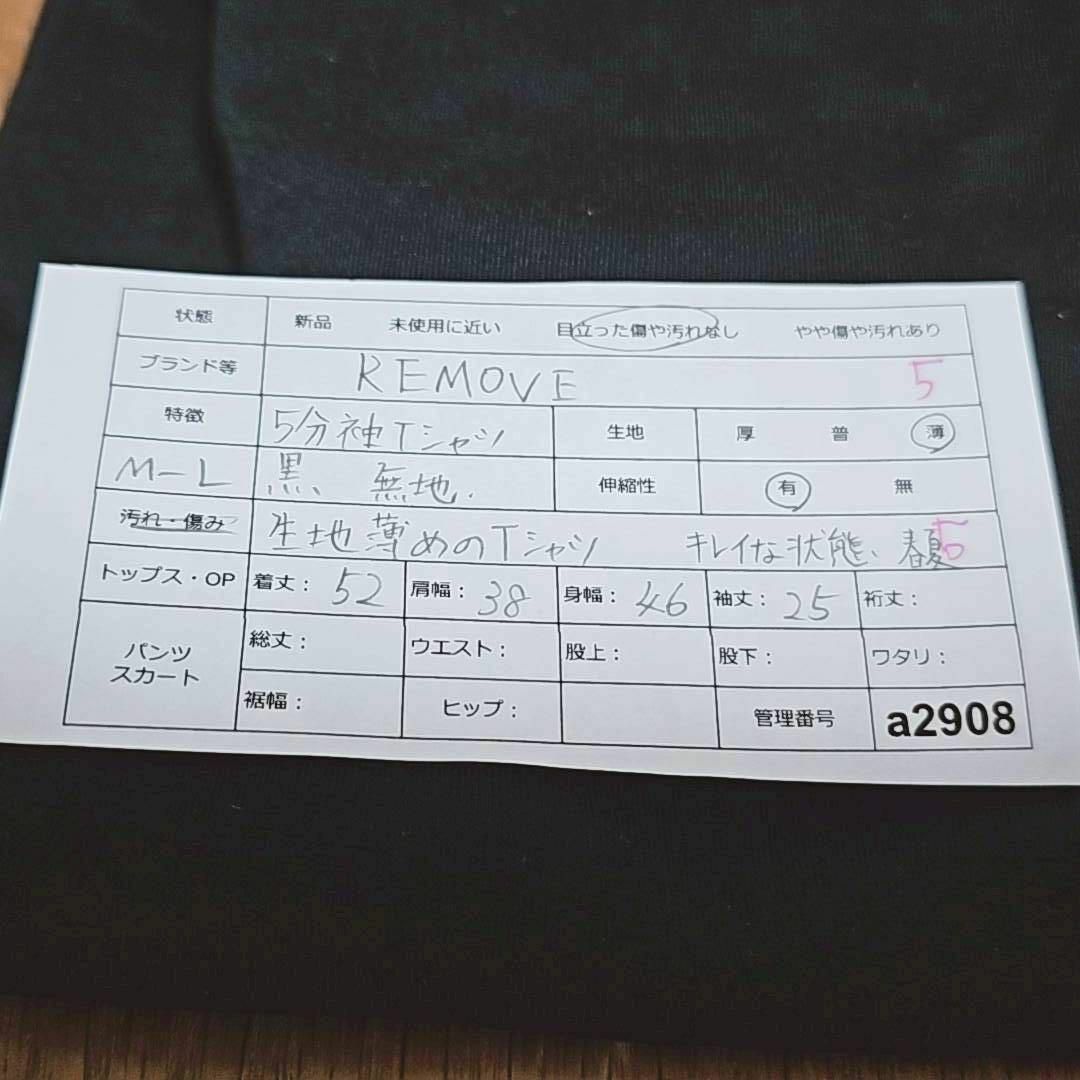 状態 新品 未使用に近い 目立った傷や汚れなし やや傷や汚れあり
ブランド等 REMOVE 5
特徴 5分袖Tシャツ 生地 厚 普 薄
M-L 黒、無地. 伸縮性 有 無
汚れ・傷み 生地薄めのTシャツ キレイな状態、春夏 5
トップス・OP 着丈: 52 肩幅: 38 身幅: 46 袖丈: 25 裄丈:
パンツ スカート 総丈: ウエスト: 股上: 股下: ワタリ:
裾幅: ヒップ: 管理番号 a2908